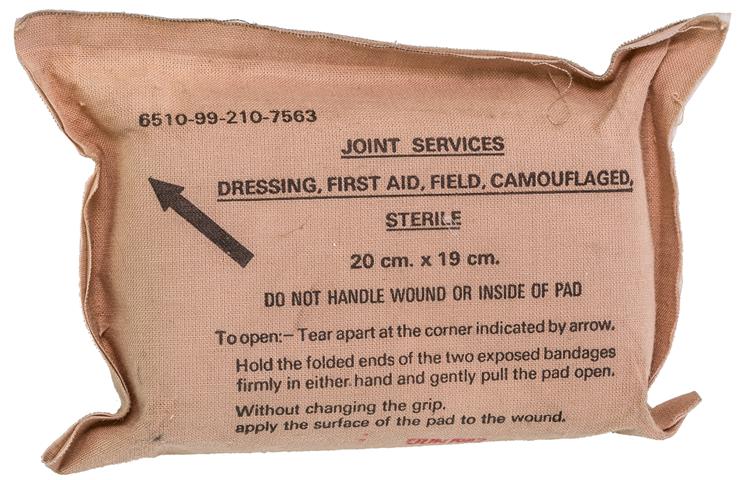 6510-99-210-7563
JOINT SERVICES
DRESSING, FIRST AID, FIELD, CAMOUFLAGED,
STERILE
20 cm. x 19 cm.
DO NOT HANDLE WOUND OR INSIDE OF PAD
To open:— Tear apart at the corner indicated by arrow.
Hold the folded ends of the two exposed bandages
firmly in either hand and gently pull the pad open.
Without changing the grip.
apply the surface of the pad to the wound.